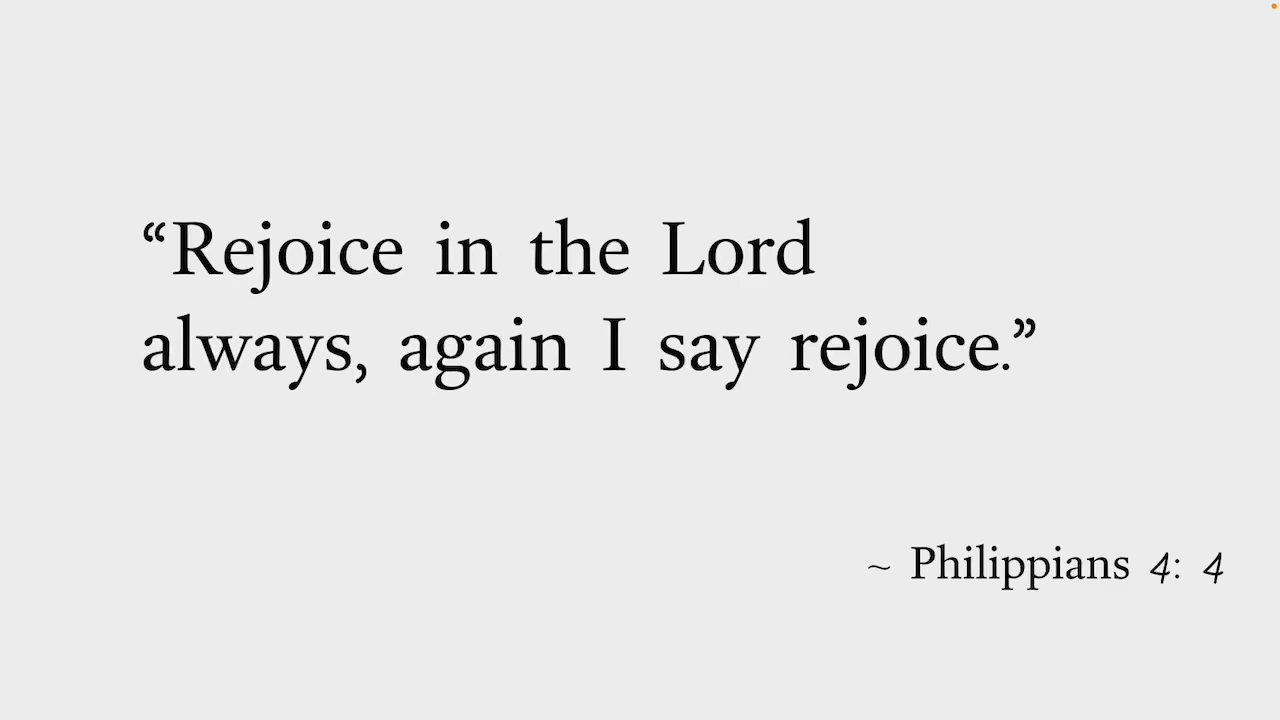 “Rejoice in the Lord
always, again I say rejoice.”
~ Philippians 4: 4